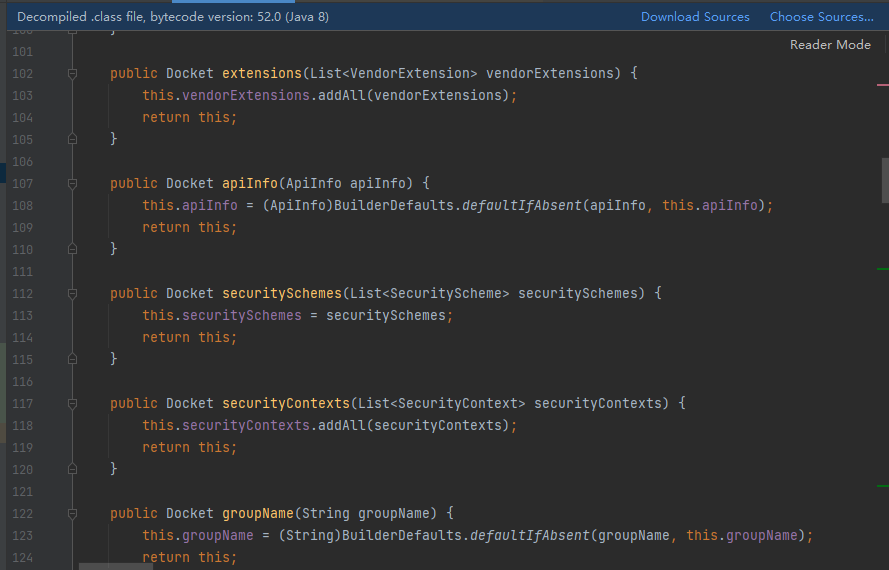 Decompiled .class file, bytecode version: 52.0 (Java 8) Download Sources Choose Sources...
Reader Mode
100 }
101
102 public Docket extensions(List<VendorExtension> vendorExtensions) {
103 this.vendorExtensions.addAll(vendorExtensions);
104 return this;
105 }
106
107 public Docket apiInfo(ApiInfo apiInfo) {
108 this.apiInfo = (ApiInfo)BuilderDefaults.defaultIfAbsent(apiInfo, this.apiInfo);
109 return this;
110 }
111
112 public Docket securitySchemes(List<SecurityScheme> securitySchemes) {
113 this.securitySchemes = securitySchemes;
114 return this;
115 }
116
117 public Docket securityContexts(List<SecurityContext> securityContexts) {
118 this.securityContexts.addAll(securityContexts);
119 return this;
120 }
121
122 public Docket groupName(String groupName) {
123 this.groupName = (String)BuilderDefaults.defaultIfAbsent(groupName, this.groupName);
124 return this;